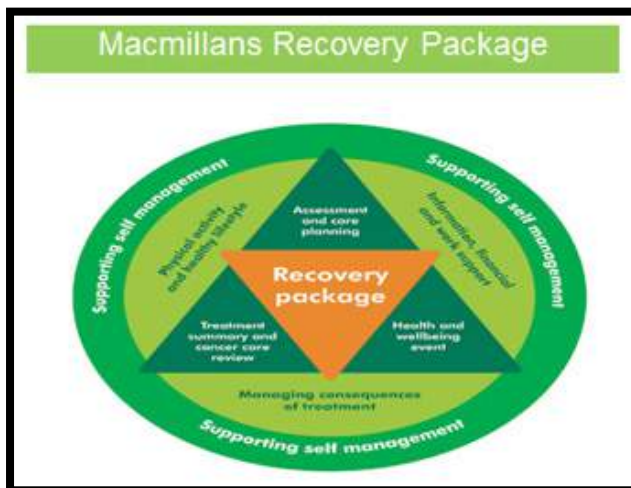 Macmillans Recovery Package
Supporting self management
Supporting self management
Physical activity
and healthy lifestyle
Assessment
and care
planning
Information, financial
and work support
Recovery
package
Treatment
summary and
cancer care
review
Health and
wellbeing
event
Managing consequences
of treatment
Supporting self management